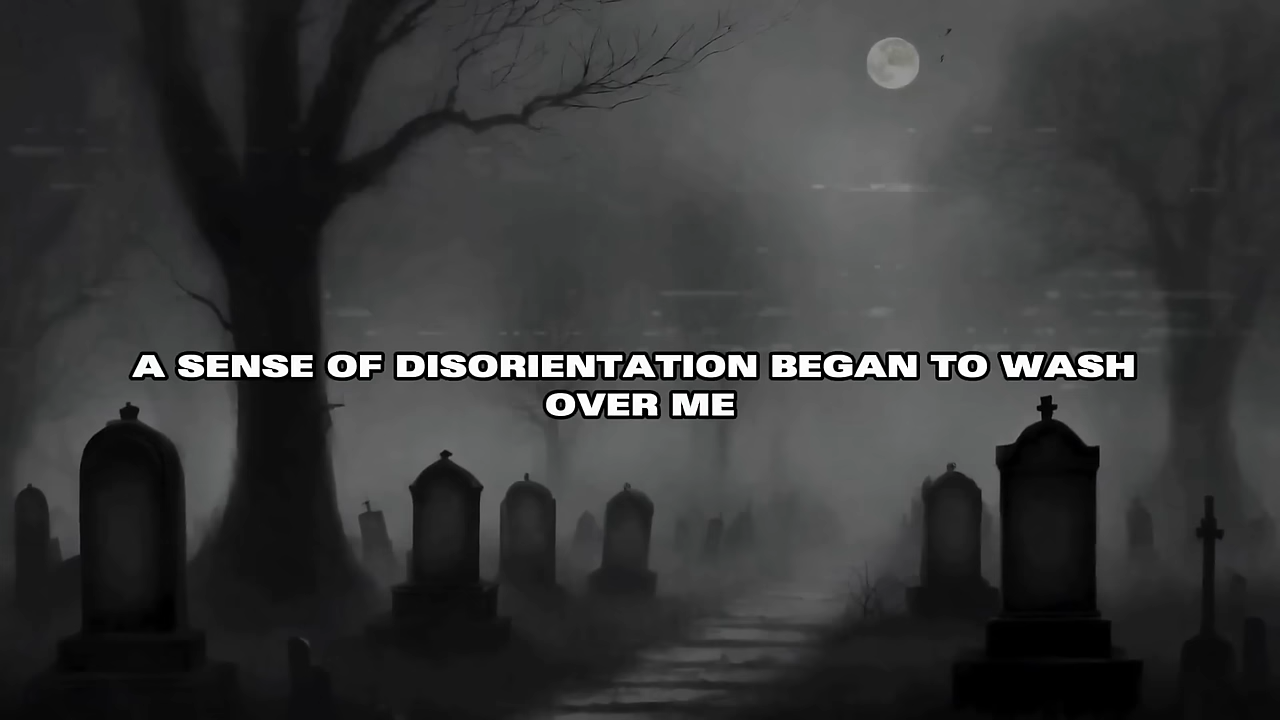 A SENSE OF DISORIENTATION BEGAN TO WASH
OVER ME